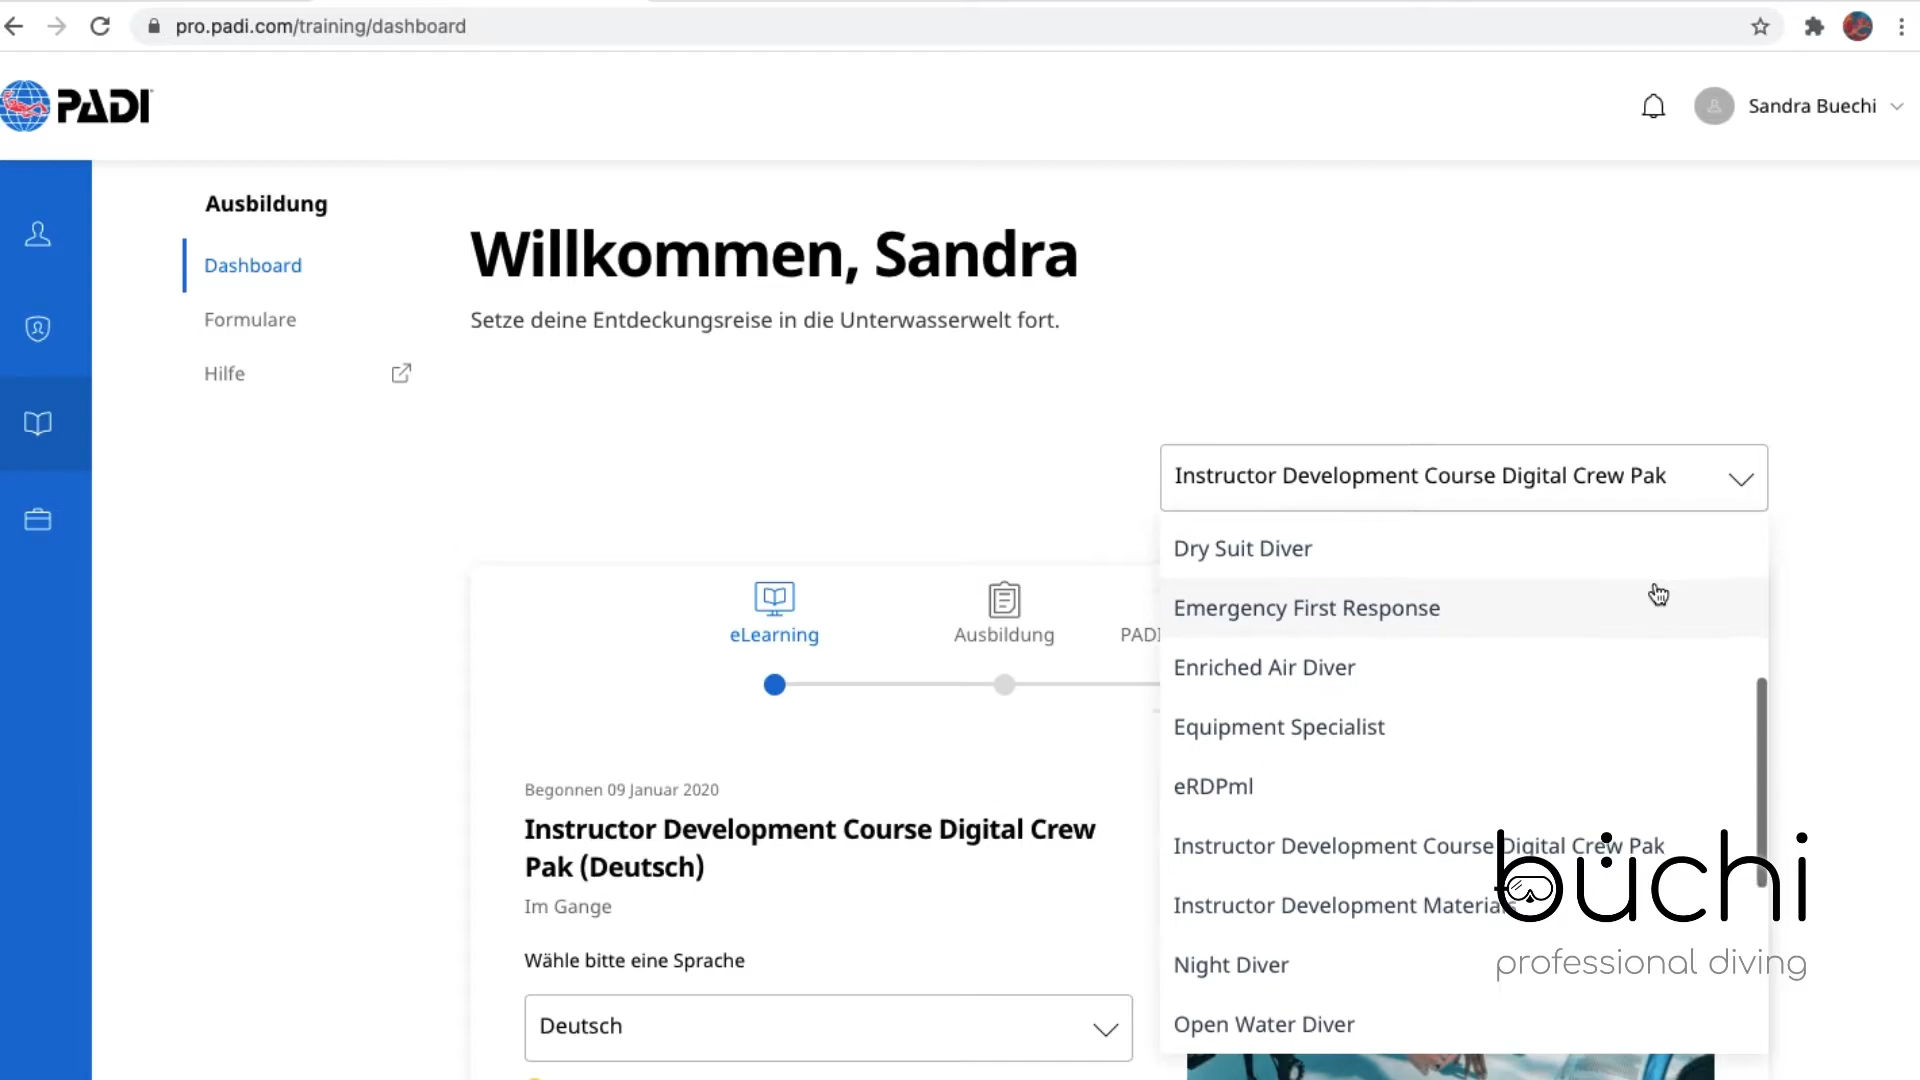 pro.padi.com/training/dashboard
PADI
Sandra Buechi
Ausbildung
Dashboard
Formulare
Hilfe
Willkommen, Sandra
Setze deine Entdeckungsreise in die Unterwasserwelt fort.
Instructor Development Course Digital Crew Pak
Dry Suit Diver
Emergency First Response
Enriched Air Diver
Equipment Specialist
eRDPml
Instructor Development Course Digital Crew Pak
Instructor Development Materials
Night Diver
Open Water Diver
eLearning
Ausbildung
PADI
Begonnen 09 Januar 2020
Instructor Development Course Digital Crew
Pak (Deutsch)
Im Gange
Wähle bitte eine Sprache
Deutsch
büchi
professional diving